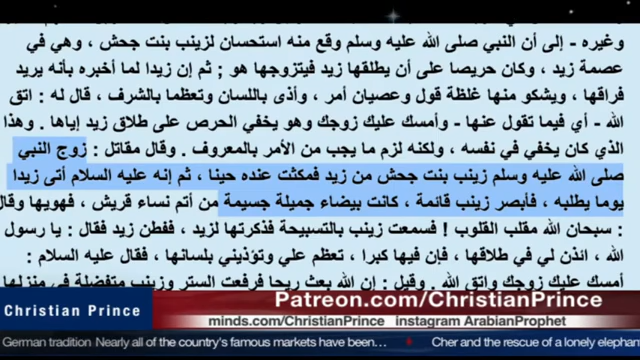 وغيره - إلى أن النبي صلى الله عليه وسلم وقع منه استحسان لزينب بنت جحش ، وهي في
عصمة زيد ، وكان حريصا على أن يطلقها زيد فيتزوجها هو ; ثم إن زيدا لما أخبره بأنه يريد
فراقها ، ويشكو منها غلظة قول وعصيان أمر ، وأذى باللسان وتعظما بالشرف ، قال له : اتق
الله - أي فيما تقول عنها - وأمسك عليك زوجك وهو يخفي الحرص على طلاق زيد إياها . وهذا
الذي كان يخفي في نفسه ، ولكنه لزم ما يجب من الأمر بالمعروف . وقال مقاتل : زوج النبي
صلى الله عليه وسلم زينب بنت جحش من زيد فمكثت عنده حينا ، ثم إنه عليه السلام أتى زيدا
يوما يطلبه ، فأبصر زينب قائمة ، كانت بيضاء جميلة جسيمة من أتم نساء قريش ، فهويها وقال
: سبحان الله مقلب القلوب ! فسمعت زينب بالتسبيحة فذكرتها لزيد ، ففطن زيد فقال : يا رسول
الله ، ائذن لي في طلاقها ، فإن فيها كبرا ، تعظم علي وتؤذيني بلسانها ، فقال عليه السلام :
أمسك عليك زوجك واتق الله . وقيل : إن الله بعث ريحا فرفعت الستر وزينب متفضلة في منزلها
Patreon.com/ChristianPrince
Christian Prince
minds.com/ChristianPrince instagram ArabianProphet
German tradition Nearly all of the country's famous markets have been… • Cher and the rescue of a lonely elephan